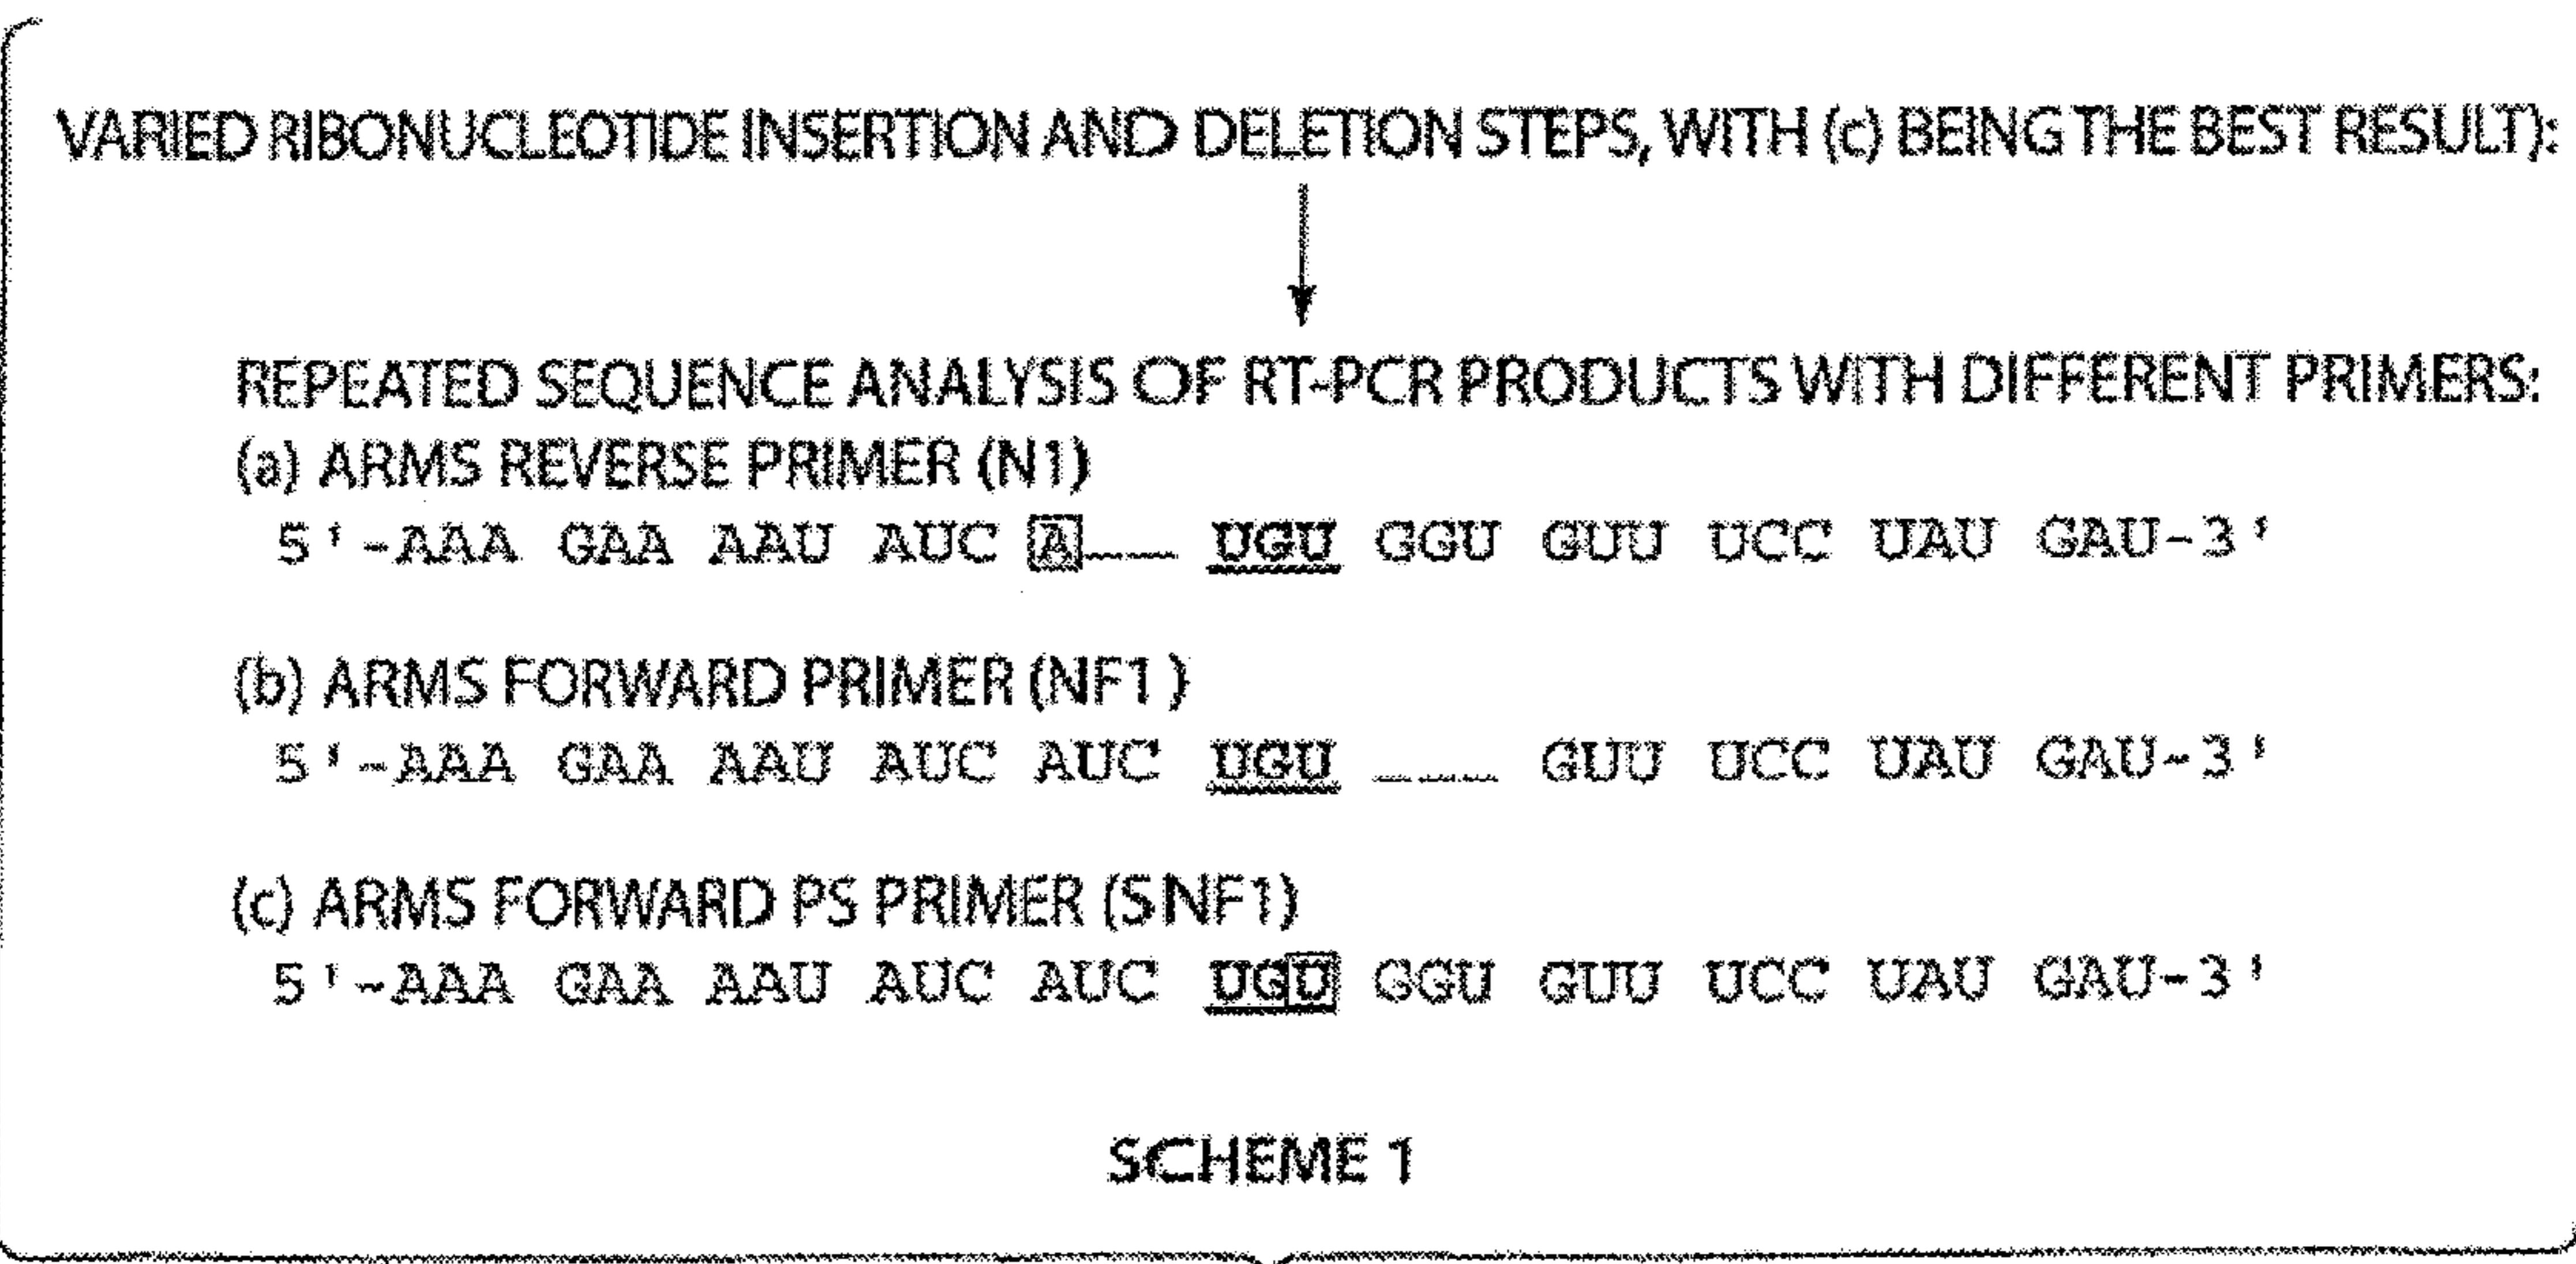 VARIED RIBONUCLEOTIDE INSERTION AND DELETION STEPS, WITH (c) BEING THE BEST RESULT):
REPEATED SEQUENCE ANALYSIS OF RT-PCR PRODUCTS WITH DIFFERENT PRIMERS:
(a) ARMS REVERSE PRIMER (N1)
5'-AAA GAA AAU AUC A__ UGU GGU GUU UCC UAU GAU-3'
(b) ARMS FORWARD PRIMER (NF1 )
5'-AAA GAA AAU AUC AUC UGU ___ GUU UCC UAU GAU-3'
(c) ARMS FORWARD PS PRIMER (SNF1)
5'-AAA GAA AAU AUC AUC UGU GGU GUU UCC UAU GAU-3'
SCHEME 1